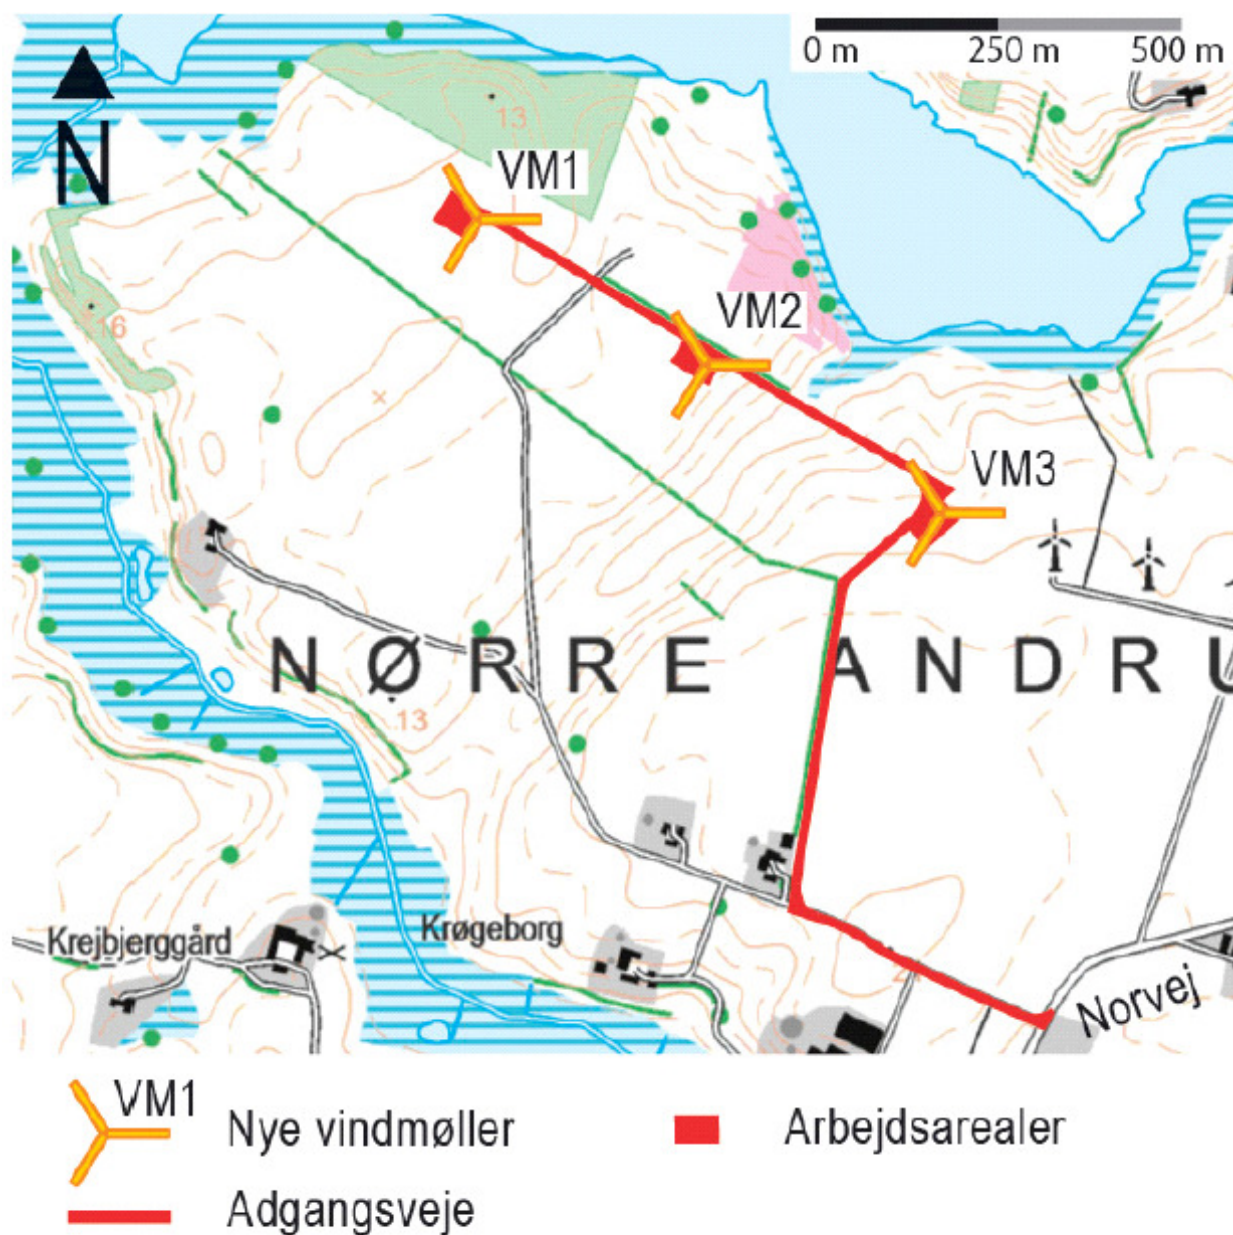 0 m 250 m 500 m
N
13
VM1
VM2
16
VM3
NØRRE ANDRU
13
Krejbjerggård
Krøgeborg
Norvej
VM1
Nye vindmøller
Arbejdsarealer
Adgangsveje